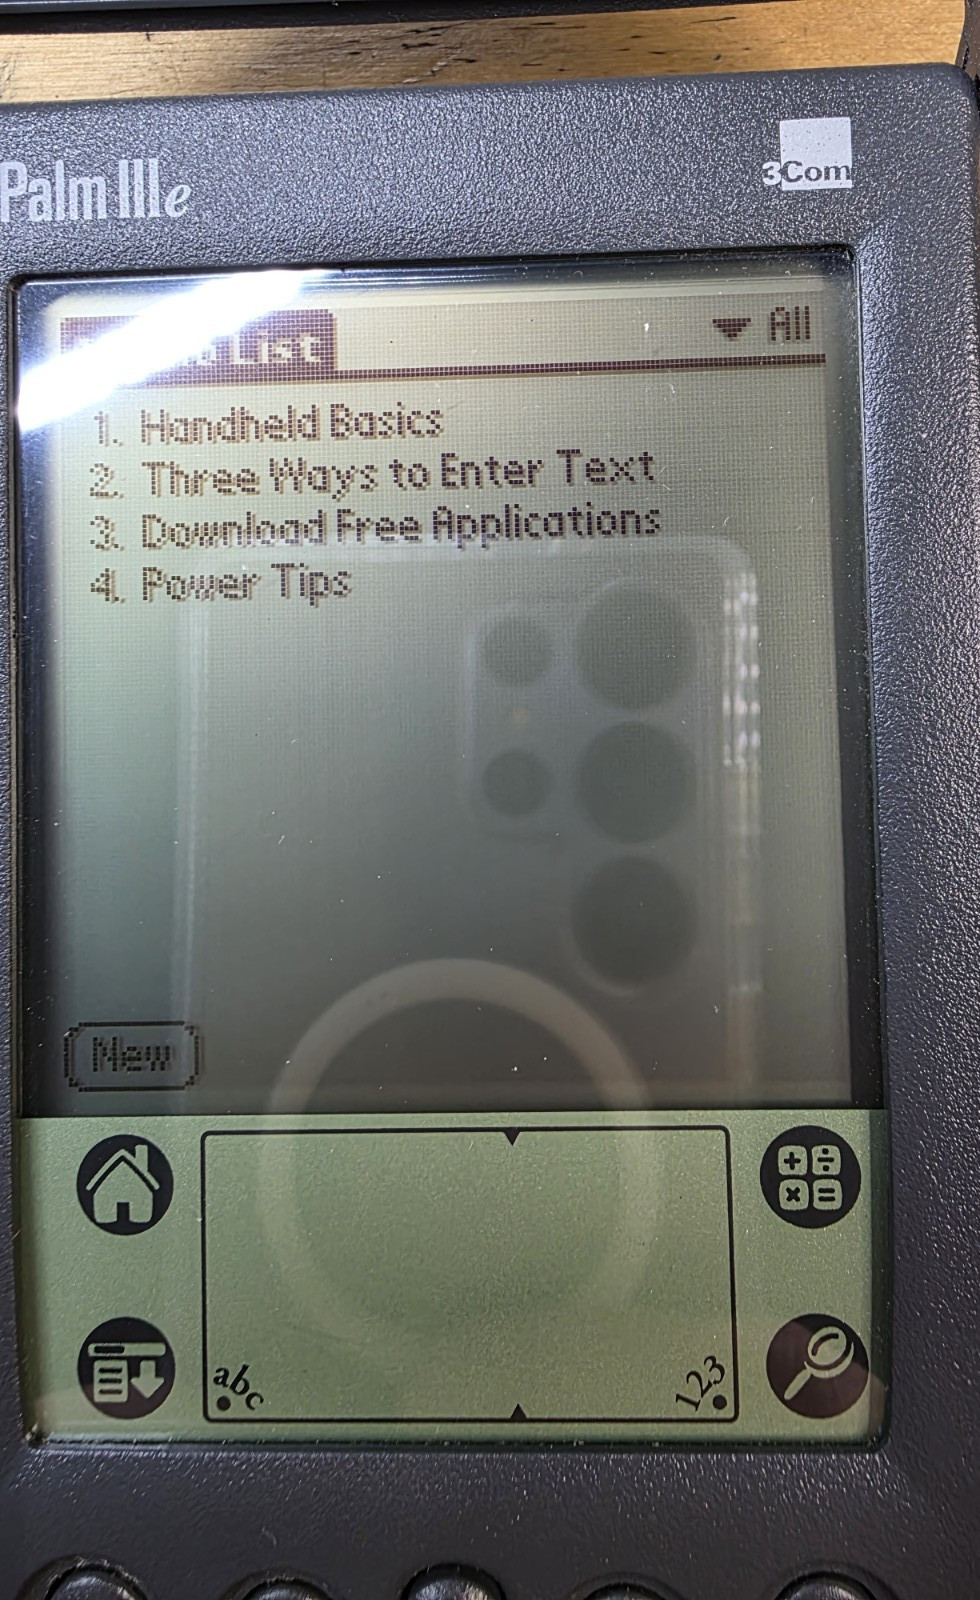 Palm IIIe
3Com
List
All
1. Handheld Basics
2. Three Ways to Enter Text
3. Download Free Applications
4. Power Tips
New
abc
123